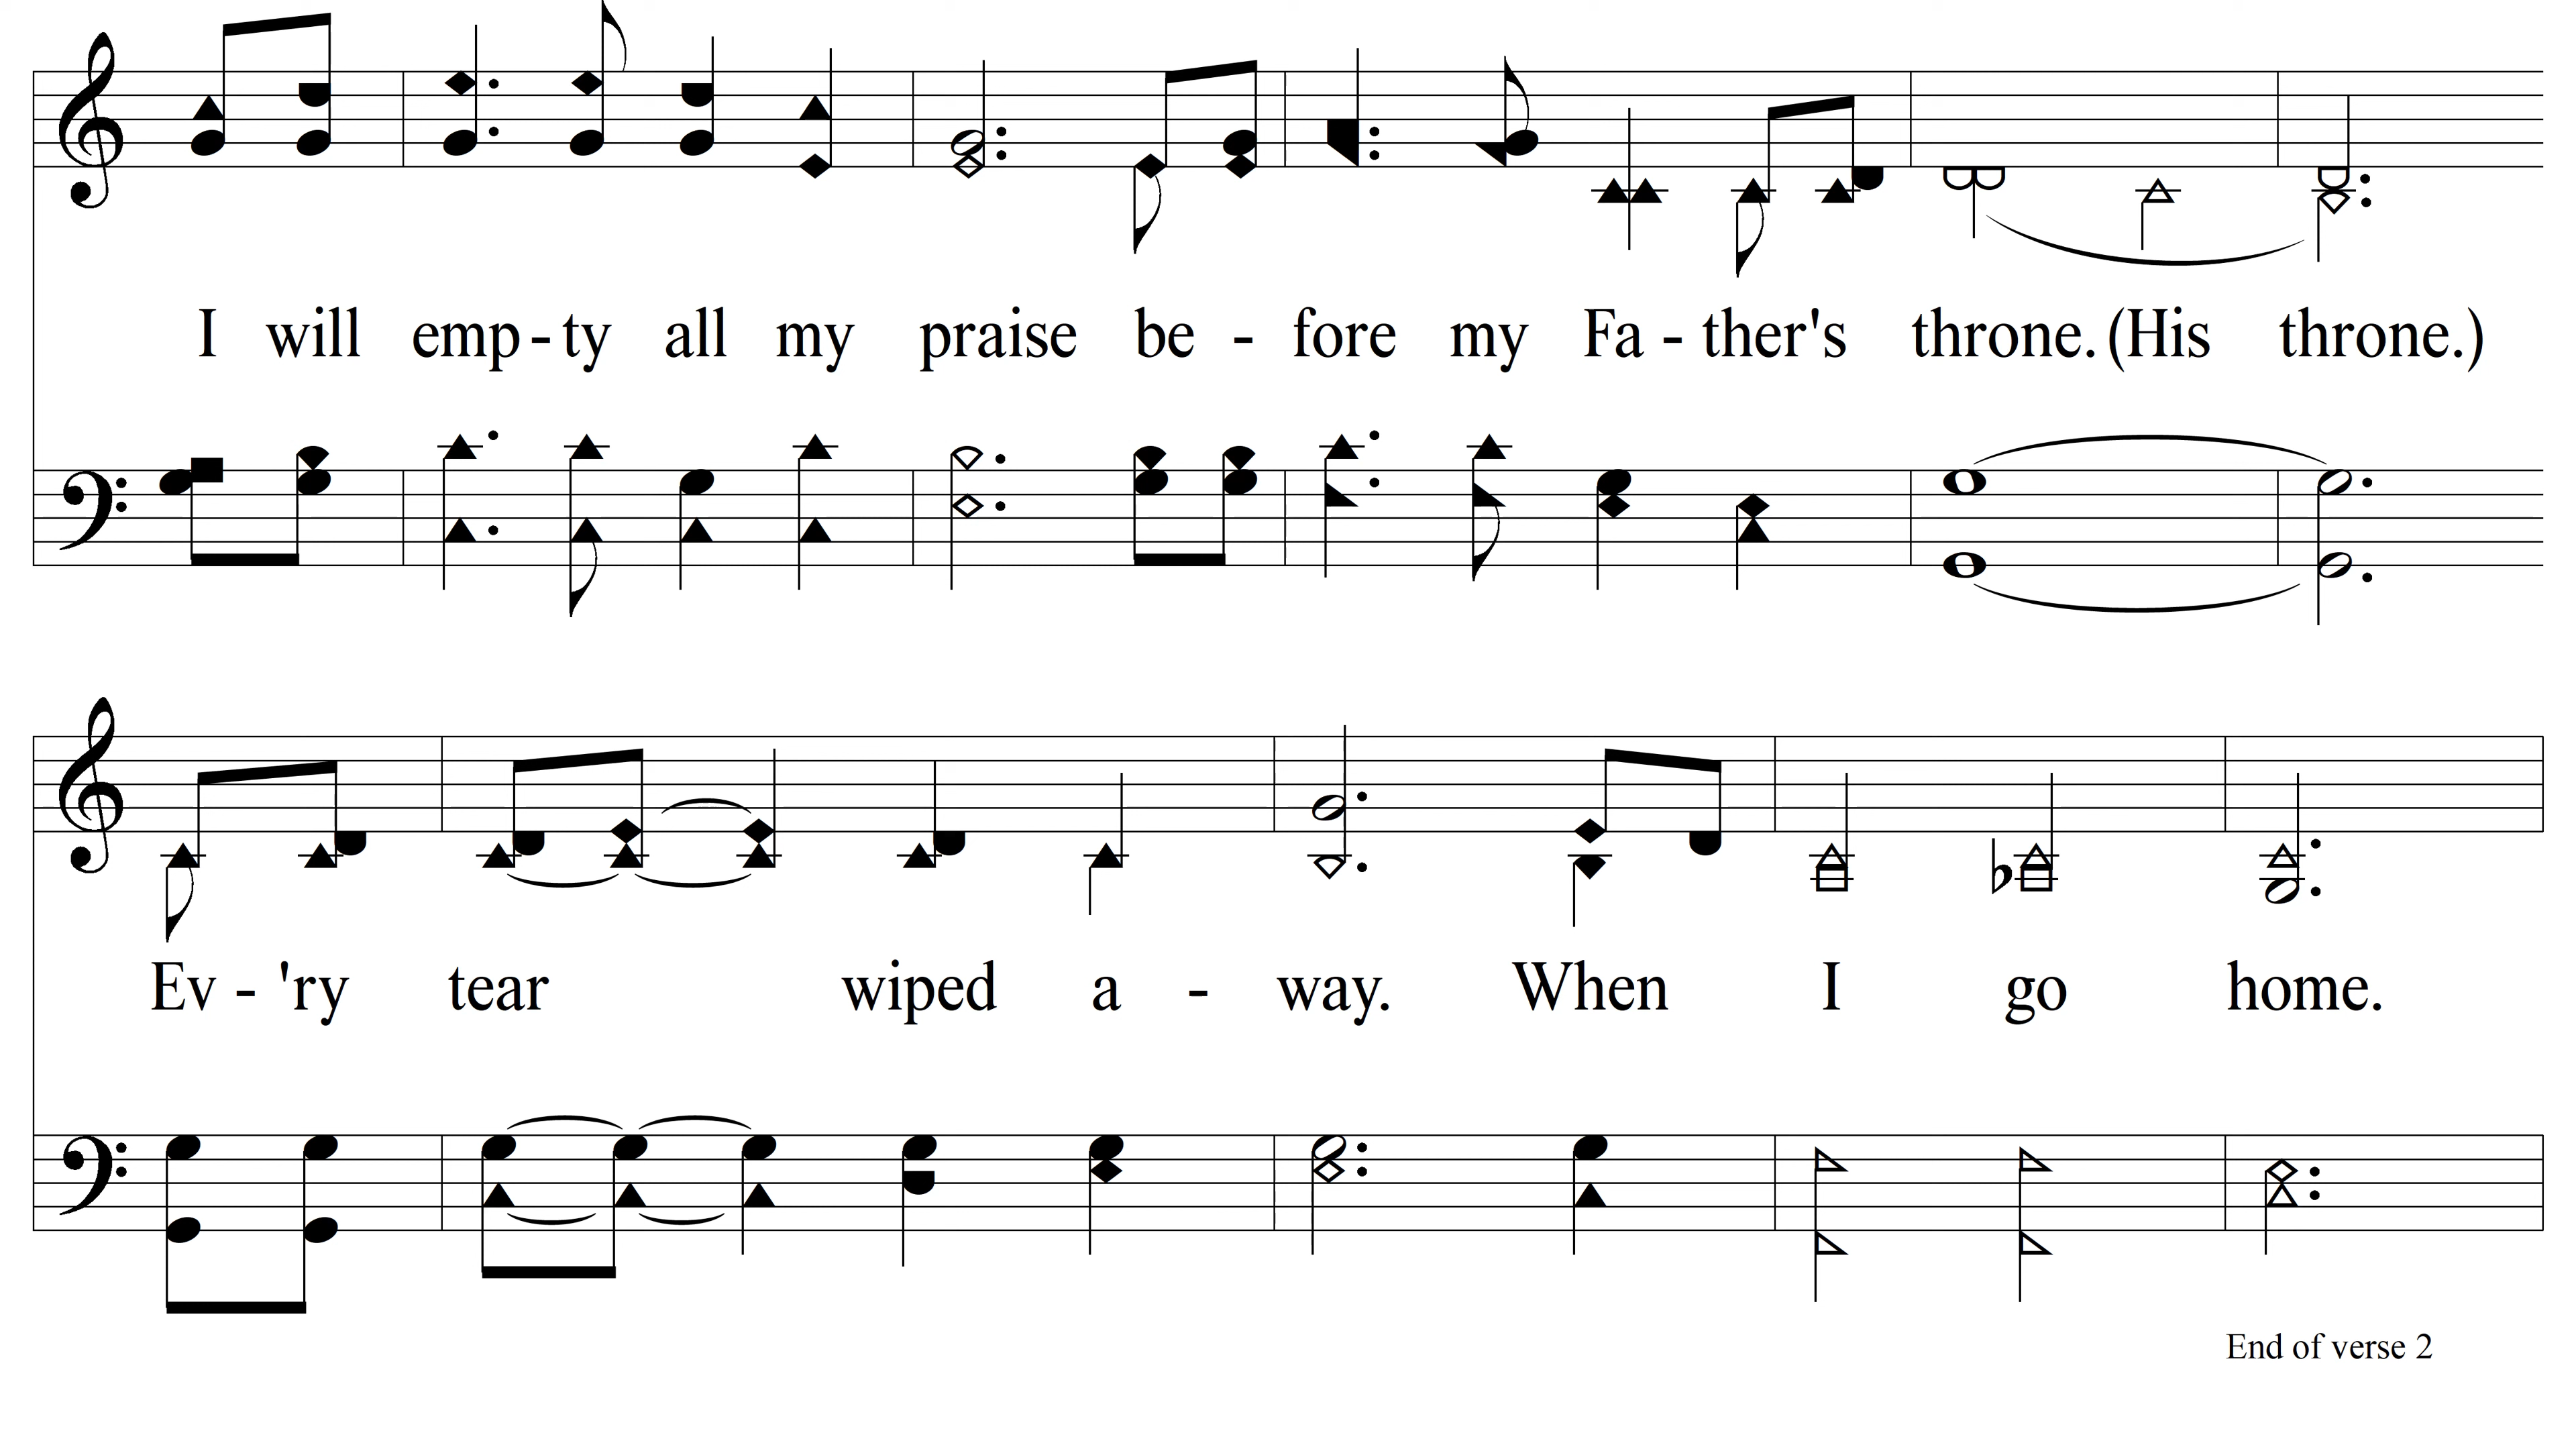 I will emp - ty all my praise be - fore my Fa - ther's throne. (His throne.)
Ev - 'ry tear wiped a - way. When I go home.
End of verse 2